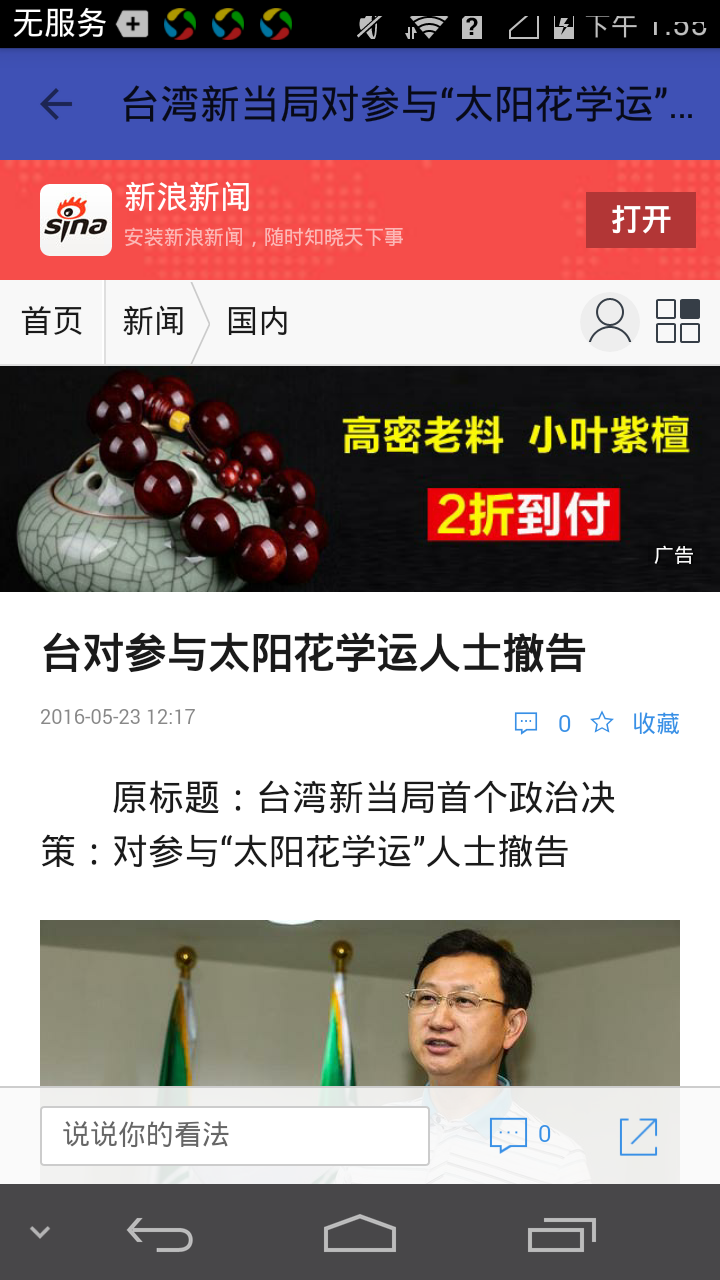 无服务 下午 1:55
台湾新当局对参与“太阳花学运”...
sina
新浪新闻
安装新浪新闻，随时知晓天下事
打开
首页 新闻 国内
高密老料 小叶紫檀
2折到付
广告
台对参与太阳花学运人士撤告
2016-05-23 12:17
0 收藏
原标题：台湾新当局首个政治决
策：对参与“太阳花学运”人士撤告
说说你的看法
0